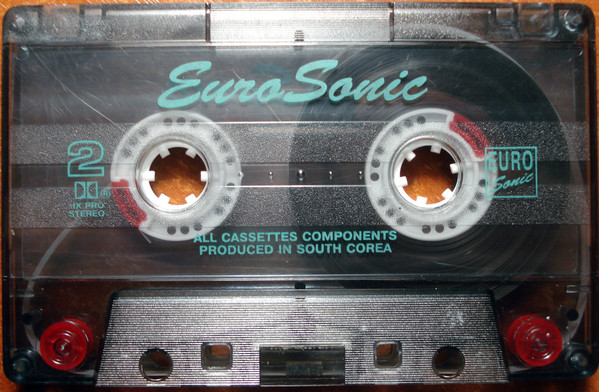 EuroSonic
2
HX PRO
STEREO
EURO
Sonic
ALL CASSETTES COMPONENTS
PRODUCED IN SOUTH COREA